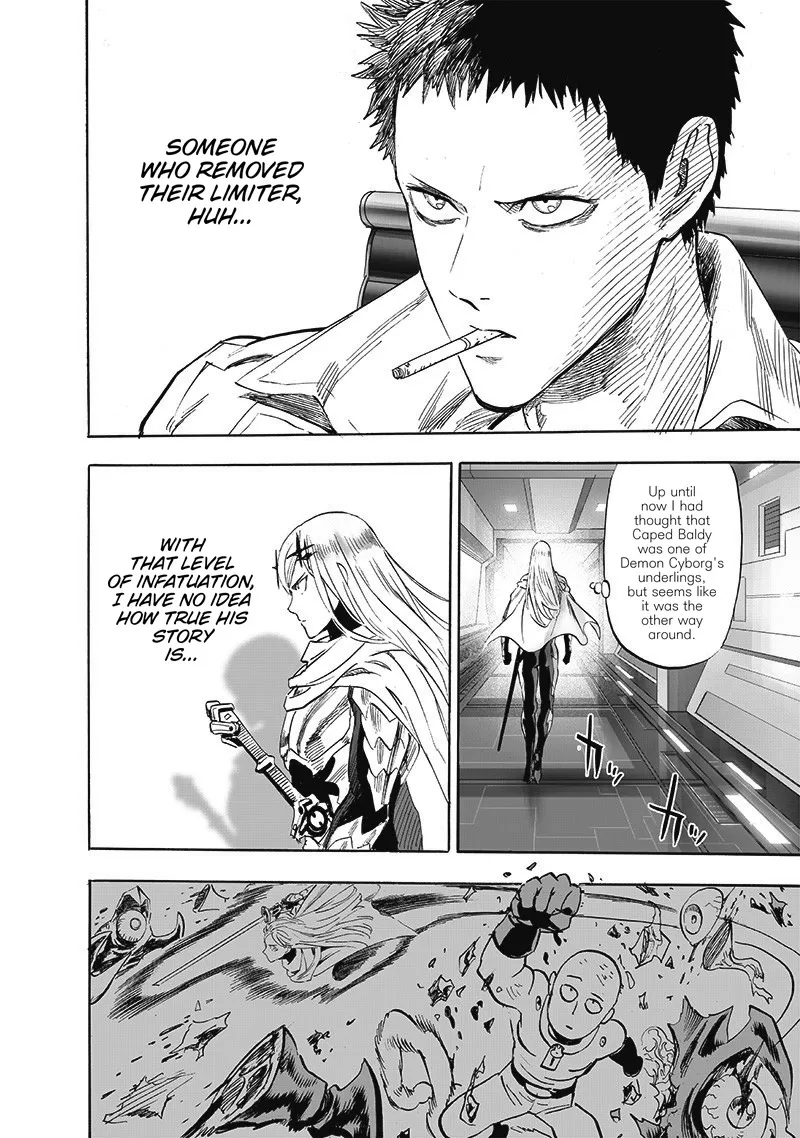 SOMEONE
WHO REMOVED
THEIR LIMITER,
HUH...
Up until
now I had
thought that
Caped Baldy
was one of
Demon Cyborg's
underlings,
but seems like
it was the
other way
around.
カッ
カッ
WITH
THAT LEVEL
OF INFATUATION,
I HAVE NO IDEA
HOW TRUE HIS
STORY
IS...